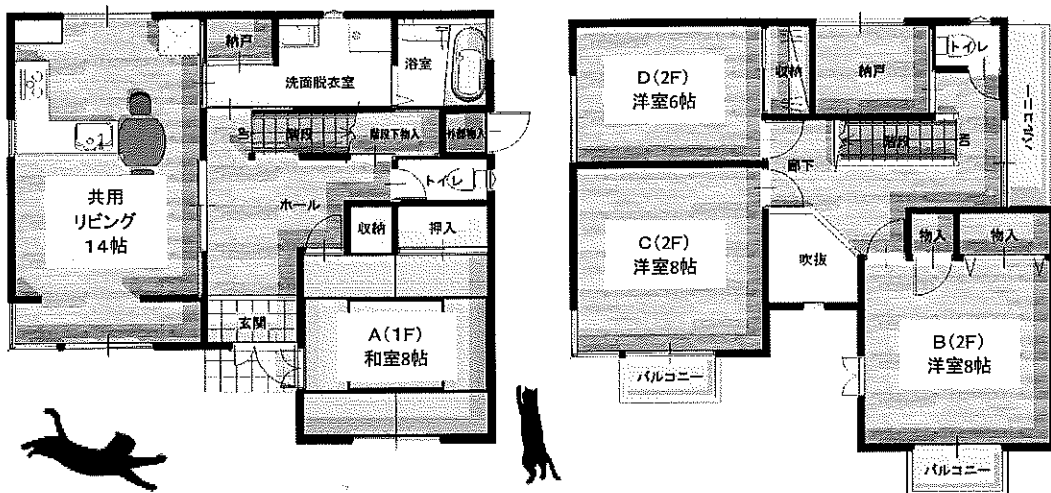 納戸
洗面脱衣室
浴室
UP
階段
階段下物入
外部物入
共用
リビング
14帖
ホール
トイレ
収納
押入
玄関
A(1F)
和室8帖
D(2F)
洋室6帖
収納
納戸
トイレ
バルコニー
階段
廊下
C(2F)
洋室8帖
吹抜
物入
物入
B(2F)
洋室8帖
バルコニー
バルコニー